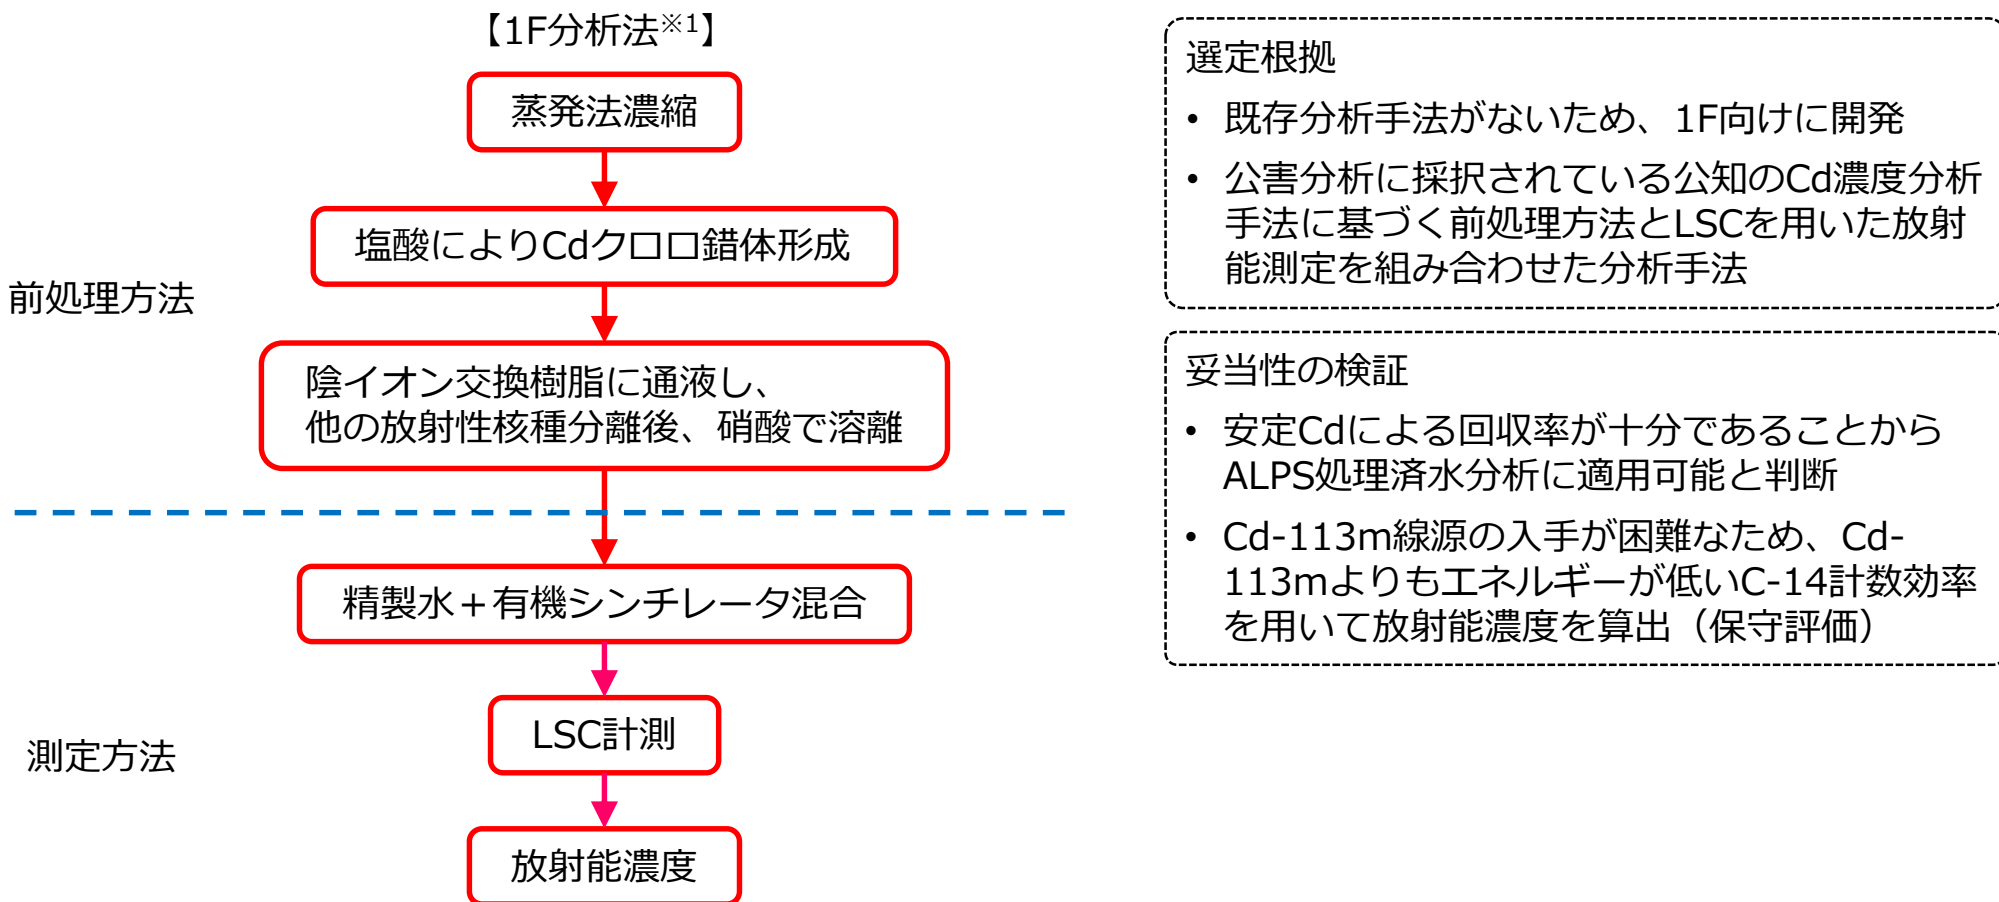 【1F分析法※1】
蒸発法濃縮
塩酸によりCdクロロ錯体形成
前処理方法
陰イオン交換樹脂に通液し、
他の放射性核種分離後、硝酸で溶離
精製水+有機シンチレータ混合
LSC計測
測定方法
放射能濃度
選定根拠
• 既存分析手法がないため、1F向けに開発
• 公害分析に採択されている公知のCd濃度分析
手法に基づく前処理方法とLSCを用いた放射
能測定を組み合わせた分析手法
妥当性の検証
• 安定Cdによる回収率が十分であることから
ALPS処理済水分析に適用可能と判断
• Cd-113m線源の入手が困難なため、Cd-
113mよりもエネルギーが低いC-14計数効率
を用いて放射能濃度を算出（保守評価）